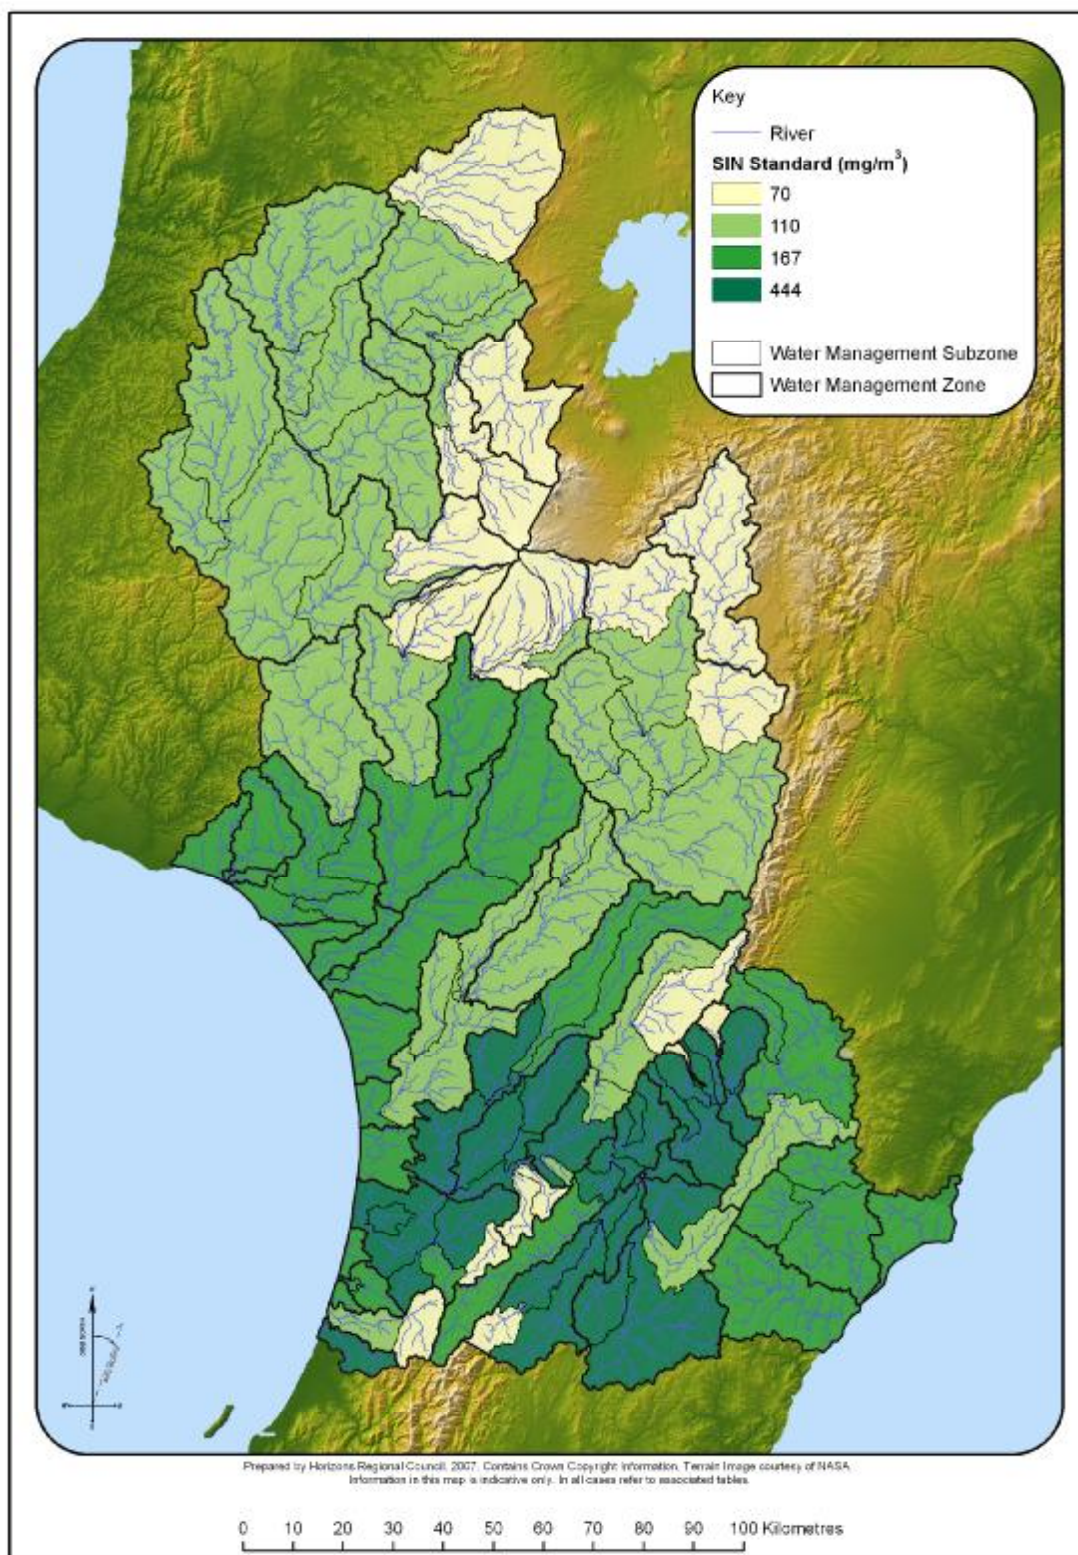 Key
River
SIN Standard (mg/m³)
70
110
167
444
Water Management Subzone
Water Management Zone
Prepared by Horizons Regional Council, 2007. Contains Crown Copyright Information. Terrain Image courtesy of NASA.
Information in this map is indicative only. In all cases refer to associated tables.
0 10 20 30 40 50 60 70 80 90 100 Kilometres